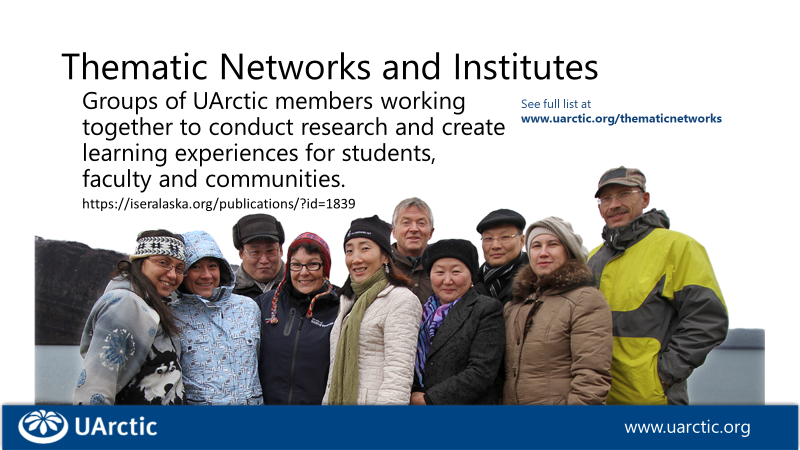 Thematic Networks and Institutes
Groups of UArctic members working
together to conduct research and create
learning experiences for students,
faculty and communities.
https://iseralaska.org/publications/?id=1839
See full list at
www.uarctic.org/thematicnetworks
UArctic
www.uarctic.org